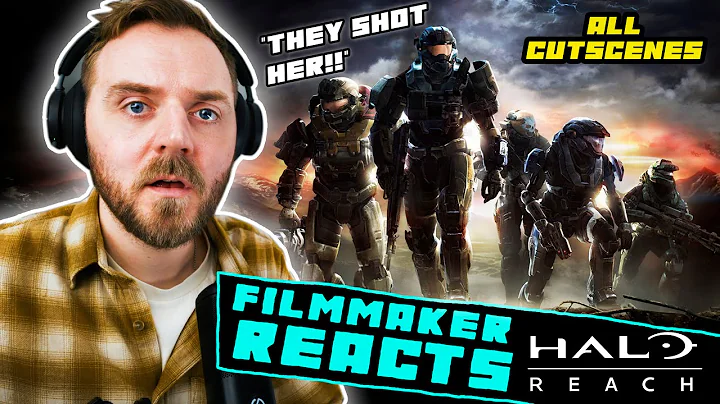 "THEY SHOT
HER!!"
ALL
CUTSCENES
FILMMAKER
REACTS
HALO
REACH